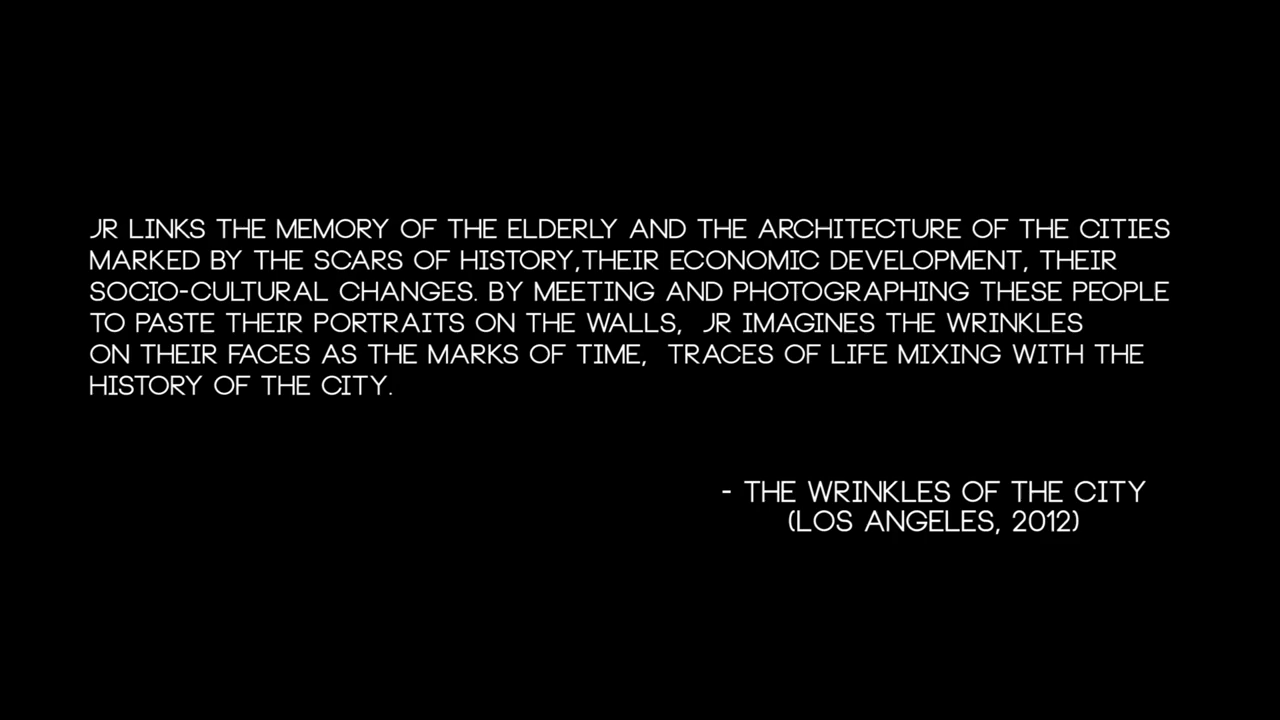 JR LINKS THE MEMORY OF THE ELDERLY AND THE ARCHITECTURE OF THE CITIES
MARKED BY THE SCARS OF HISTORY,THEIR ECONOMIC DEVELOPMENT, THEIR
SOCIO-CULTURAL CHANGES. BY MEETING AND PHOTOGRAPHING THESE PEOPLE
TO PASTE THEIR PORTRAITS ON THE WALLS,  JR IMAGINES THE WRINKLES
ON THEIR FACES AS THE MARKS OF TIME,  TRACES OF LIFE MIXING WITH THE
HISTORY OF THE CITY.
- THE WRINKLES OF THE CITY
(LOS ANGELES, 2012)